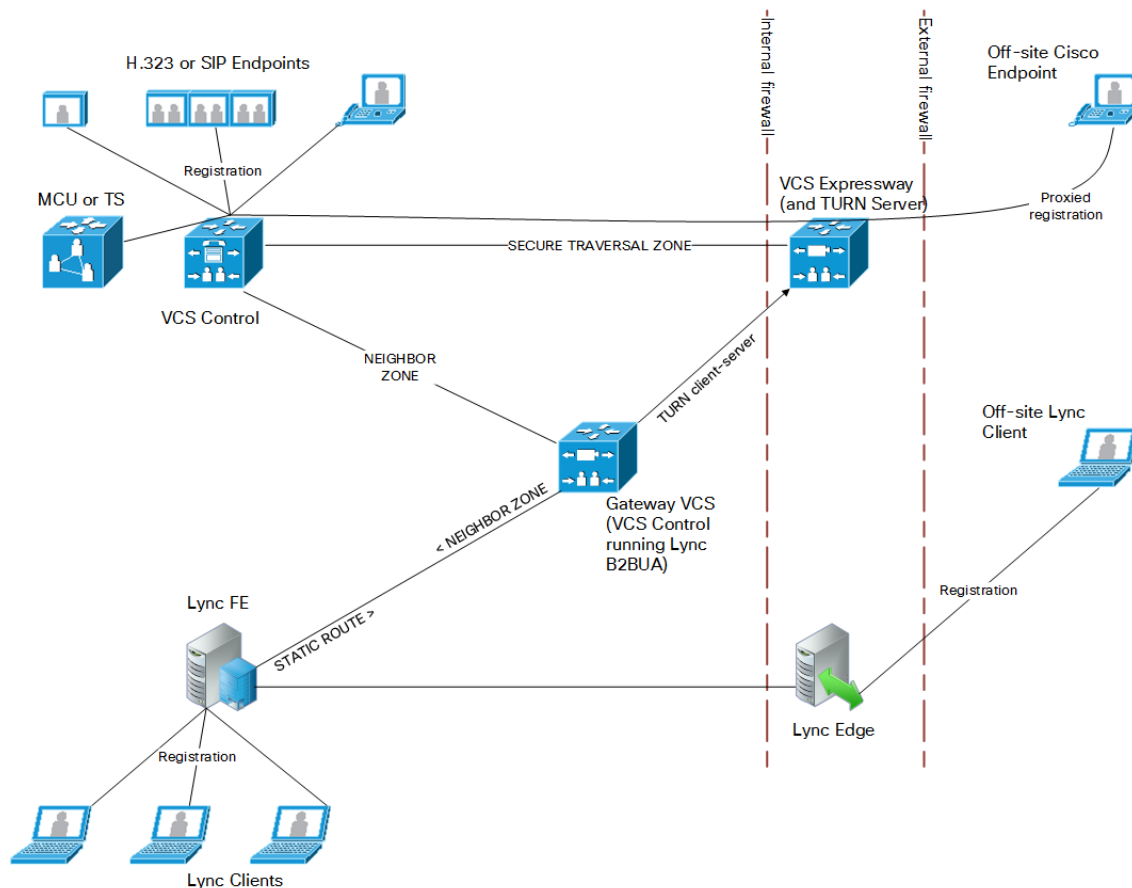 H.323 or SIP Endpoints
Internal firewall
External firewall
Off-site Cisco
Endpoint
Registration
MCU or TS
VCS Expressway
(and TURN Server)
Proxied
registration
SECURE TRAVERSAL ZONE
VCS Control
NEIGHBOR
ZONE
TURN client-server
Off-site Lync
Client
< NEIGHBOR ZONE
Gateway VCS
(VCS Control
running Lync
B2BUA)
Registration
Lync FE
STATIC ROUTE >
Lync Edge
Registration
Lync Clients